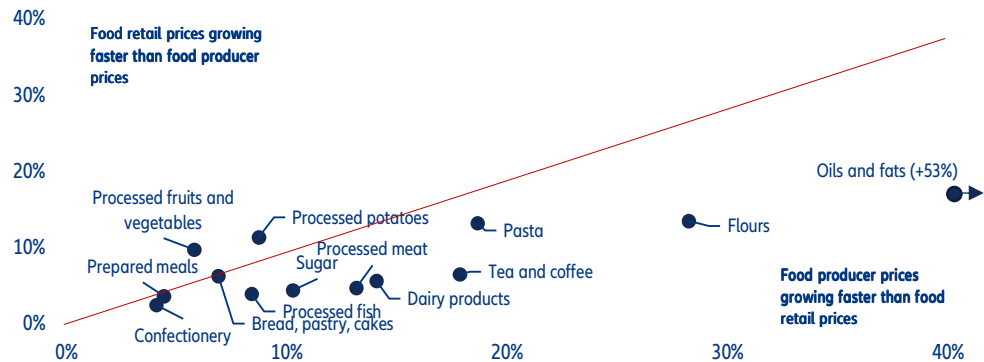 40%
Food retail prices growing
faster than food producer
prices
30%
20%
Oils and fats (+53%)
Processed fruits and
vegetables
Processed potatoes
Pasta
Flours
10%
Processed meat
Sugar
Prepared meals
Tea and coffee
Dairy products
Food producer prices
growing faster than food
retail prices
Processed fish
Bread, pastry, cakes
Confectionery
0%
0%
10%
20%
30%
40%